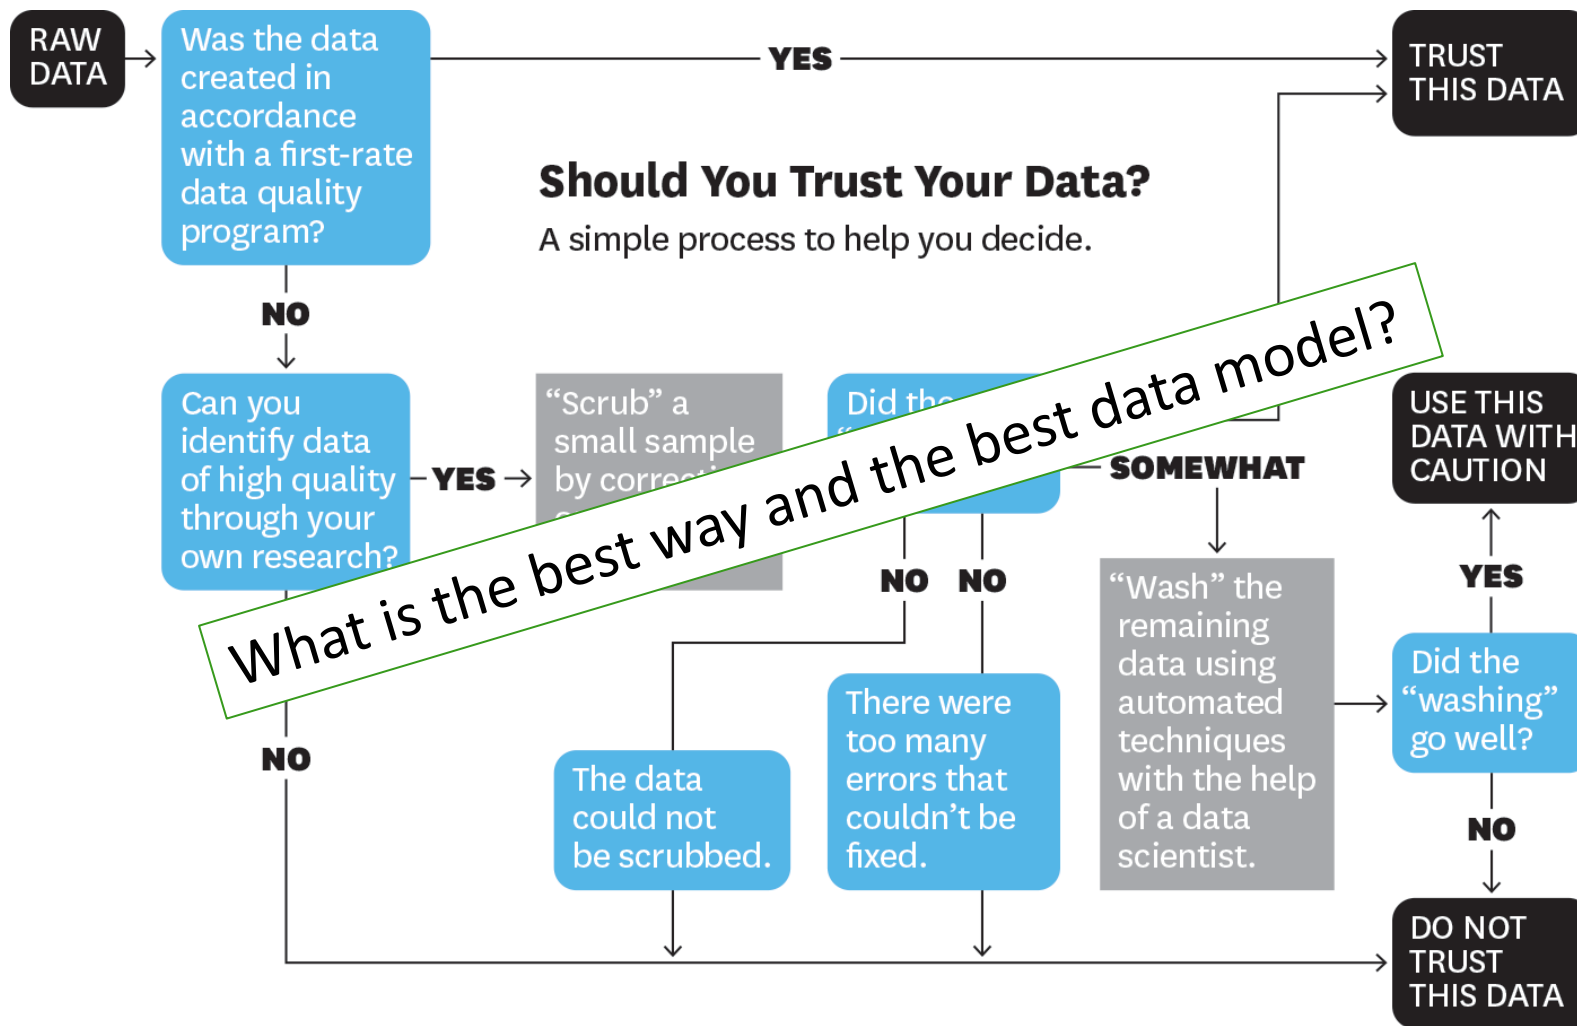 RAW
DATA
Was the data
created in
accordance
with a first-rate
data quality
program?
YES
TRUST
THIS DATA
Should You Trust Your Data?
A simple process to help you decide.
NO
Can you
identify data
of high quality
through your
own research?
YES
“Scrub” a
small sample
by
Did the
SOMEWHAT
USE THIS
DATA WITH
CAUTION
What is the best way and the best data model?
NO
NO
“Wash” the
remaining
data using
automated
techniques
with the help
of a data
scientist.
YES
Did the
“washing”
go well?
There were
too many
errors that
couldn’t be
fixed.
The data
could not
be scrubbed.
NO
NO
DO NOT
TRUST
THIS DATA